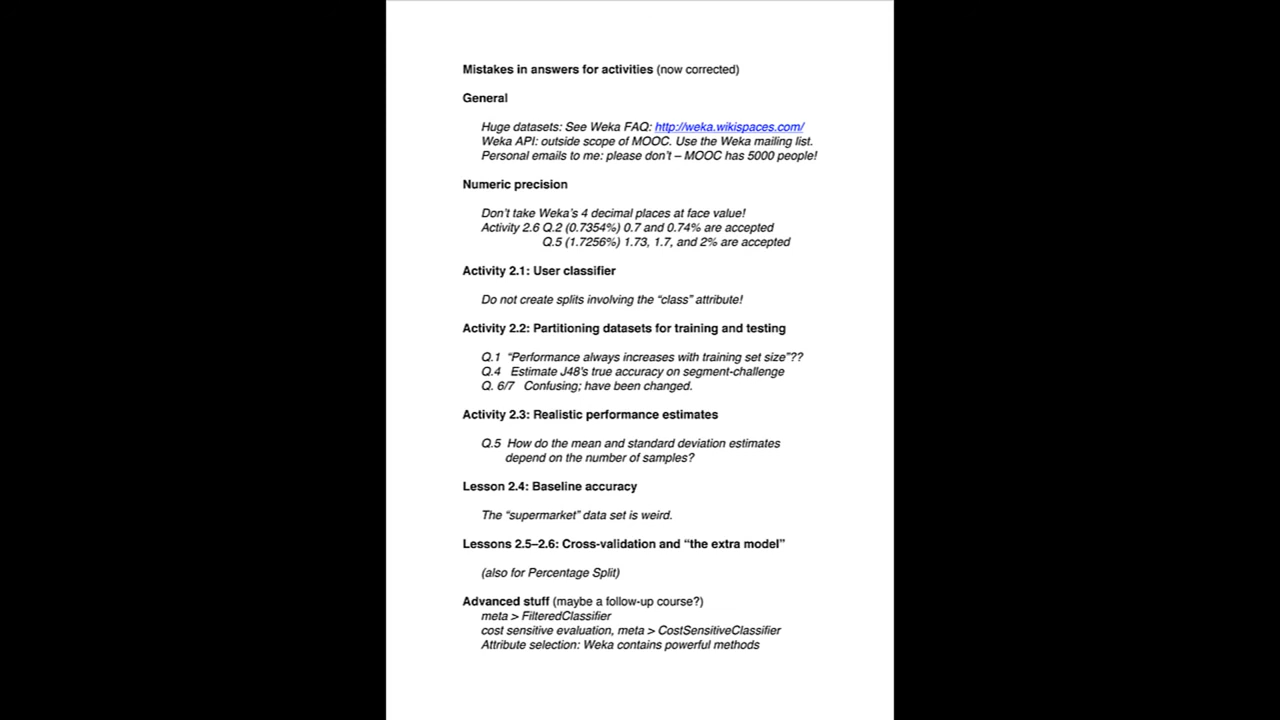 Mistakes in answers for activities (now corrected)
General
Huge datasets: See Weka FAQ: http://weka.wikispaces.com/
Weka API: outside scope of MOOC. Use the Weka mailing list.
Personal emails to me: please don't – MOOC has 5000 people!
Numeric precision
Don't take Weka's 4 decimal places at face value!
Activity 2.6 Q.2 (0.7354%) 0.7 and 0.74% are accepted
Q.5 (1.7256%) 1.73, 1.7, and 2% are accepted
Activity 2.1: User classifier
Do not create splits involving the “class” attribute!
Activity 2.2: Partitioning datasets for training and testing
Q.1 “Performance always increases with training set size”??
Q.4 Estimate J48's true accuracy on segment-challenge
Q. 6/7 Confusing; have been changed.
Activity 2.3: Realistic performance estimates
Q.5 How do the mean and standard deviation estimates
depend on the number of samples?
Lesson 2.4: Baseline accuracy
The “supermarket” data set is weird.
Lessons 2.5–2.6: Cross-validation and “the extra model”
(also for Percentage Split)
Advanced stuff (maybe a follow-up course?)
meta > FilteredClassifier
cost sensitive evaluation, meta > CostSensitiveClassifier
Attribute selection: Weka contains powerful methods